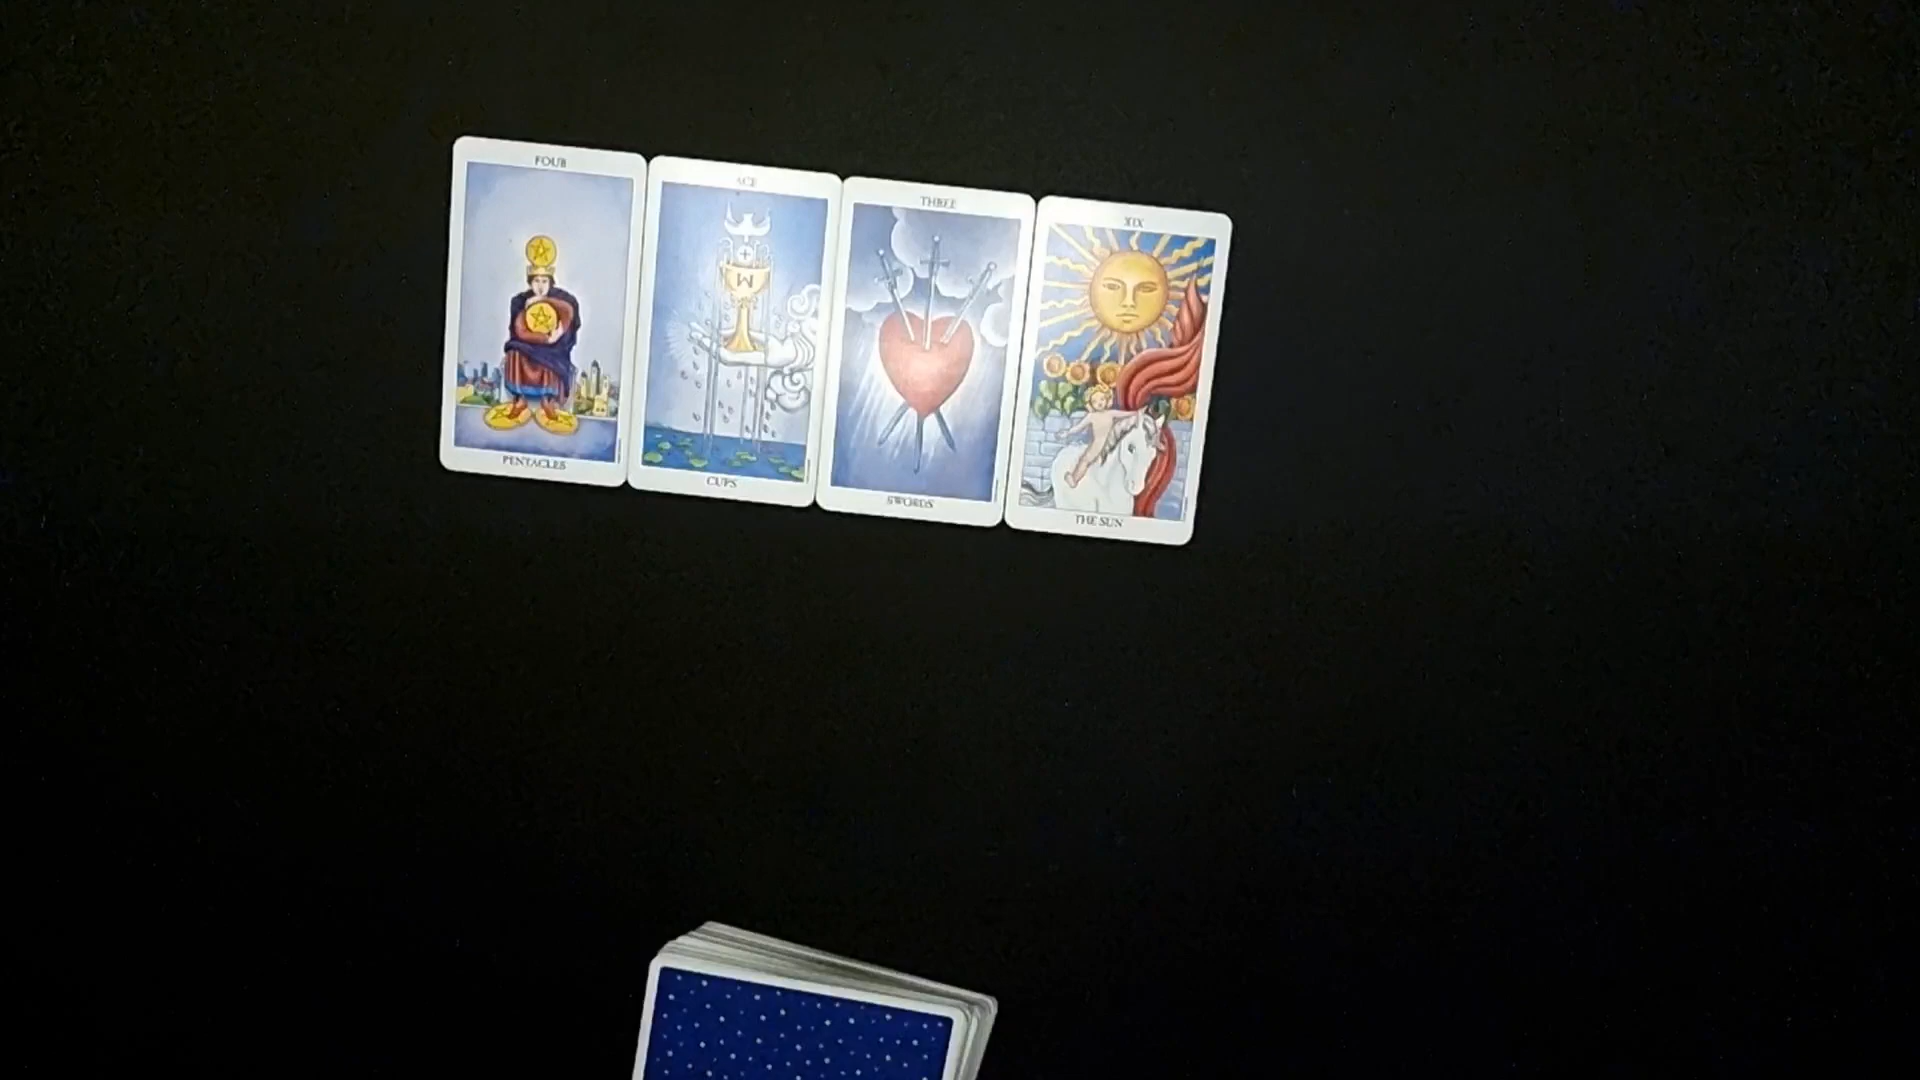 FOUR
PENTACLES
ACE
W
CUPS
THREE
SWORDS
XIX
THE SUN